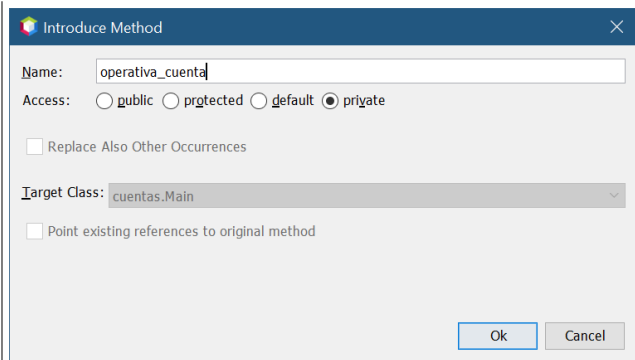 Introduce Method
Name: operativa_cuenta
Access: public protected default private
Replace Also Other Occurrences
Target Class: cuentas.Main
Point existing references to original method
Ok Cancel